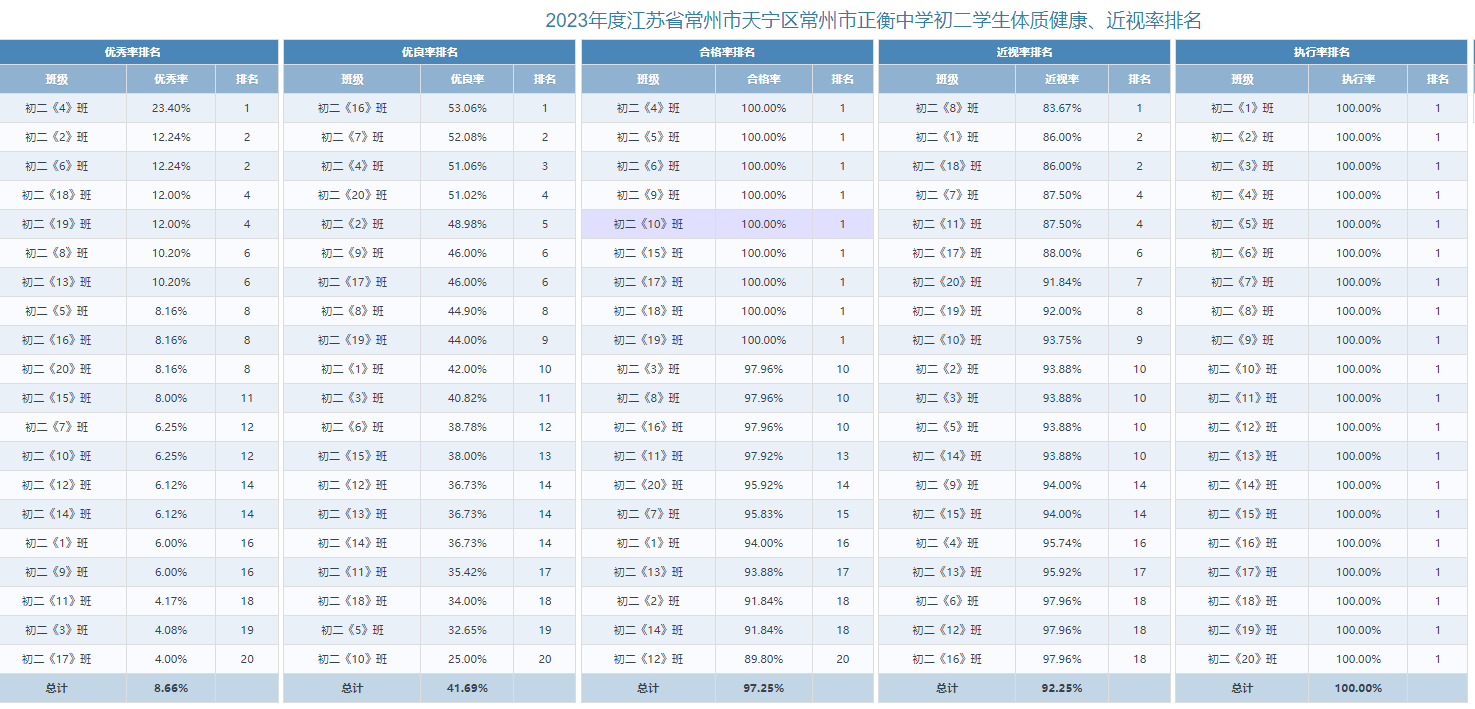 2023年度江苏省常州市天宁区常州市正衡中学初二学生体质健康、近视率排名
优秀率排名 优良率排名 合格率排名 近视率排名 执行率排名
班级 优秀率 排名 班级 优良率 排名 班级 合格率 排名 班级 近视率 排名 班级 执行率 排名
初二《4》班 23.40% 1 初二《16》班 53.06% 1 初二《4》班 100.00% 1 初二《8》班 83.67% 1 初二《1》班 100.00% 1
初二《2》班 12.24% 2 初二《7》班 52.08% 2 初二《5》班 100.00% 1 初二《1》班 86.00% 2 初二《2》班 100.00% 1
初二《6》班 12.24% 2 初二《4》班 51.06% 3 初二《6》班 100.00% 1 初二《18》班 86.00% 2 初二《3》班 100.00% 1
初二《18》班 12.00% 4 初二《20》班 51.02% 4 初二《9》班 100.00% 1 初二《7》班 87.50% 4 初二《4》班 100.00% 1
初二《19》班 12.00% 4 初二《2》班 48.98% 5 初二《10》班 100.00% 1 初二《11》班 87.50% 4 初二《5》班 100.00% 1
初二《8》班 10.20% 6 初二《9》班 46.00% 6 初二《15》班 100.00% 1 初二《17》班 88.00% 6 初二《6》班 100.00% 1
初二《13》班 10.20% 6 初二《17》班 46.00% 6 初二《17》班 100.00% 1 初二《20》班 91.84% 7 初二《7》班 100.00% 1
初二《5》班 8.16% 8 初二《8》班 44.90% 8 初二《18》班 100.00% 1 初二《19》班 92.00% 8 初二《8》班 100.00% 1
初二《16》班 8.16% 8 初二《19》班 44.00% 9 初二《19》班 100.00% 1 初二《10》班 93.75% 9 初二《9》班 100.00% 1
初二《20》班 8.16% 8 初二《1》班 42.00% 10 初二《3》班 97.96% 10 初二《2》班 93.88% 10 初二《10》班 100.00% 1
初二《15》班 8.00% 11 初二《3》班 40.82% 11 初二《8》班 97.96% 10 初二《3》班 93.88% 10 初二《11》班 100.00% 1
初二《7》班 6.25% 12 初二《6》班 38.78% 12 初二《16》班 97.96% 10 初二《5》班 93.88% 10 初二《12》班 100.00% 1
初二《10》班 6.25% 12 初二《15》班 38.00% 13 初二《11》班 97.92% 13 初二《14》班 93.88% 10 初二《13》班 100.00% 1
初二《12》班 6.12% 14 初二《12》班 36.73% 14 初二《20》班 95.92% 14 初二《9》班 94.00% 14 初二《14》班 100.00% 1
初二《14》班 6.12% 14 初二《13》班 36.73% 14 初二《7》班 95.83% 15 初二《15》班 94.00% 14 初二《15》班 100.00% 1
初二《1》班 6.00% 16 初二《14》班 36.73% 14 初二《1》班 94.00% 16 初二《4》班 95.74% 16 初二《16》班 100.00% 1
初二《9》班 6.00% 16 初二《11》班 35.42% 17 初二《13》班 93.88% 17 初二《13》班 95.92% 17 初二《17》班 100.00% 1
初二《11》班 4.17% 18 初二《18》班 34.00% 18 初二《2》班 91.84% 18 初二《6》班 97.96% 18 初二《18》班 100.00% 1
初二《3》班 4.08% 19 初二《5》班 32.65% 19 初二《14》班 91.84% 18 初二《12》班 97.96% 18 初二《19》班 100.00% 1
初二《17》班 4.00% 20 初二《10》班 25.00% 20 初二《12》班 89.80% 20 初二《16》班 97.96% 18 初二《20》班 100.00% 1
总计 8.66% 总计 41.69% 总计 97.25% 总计 92.25% 总计 100.00%